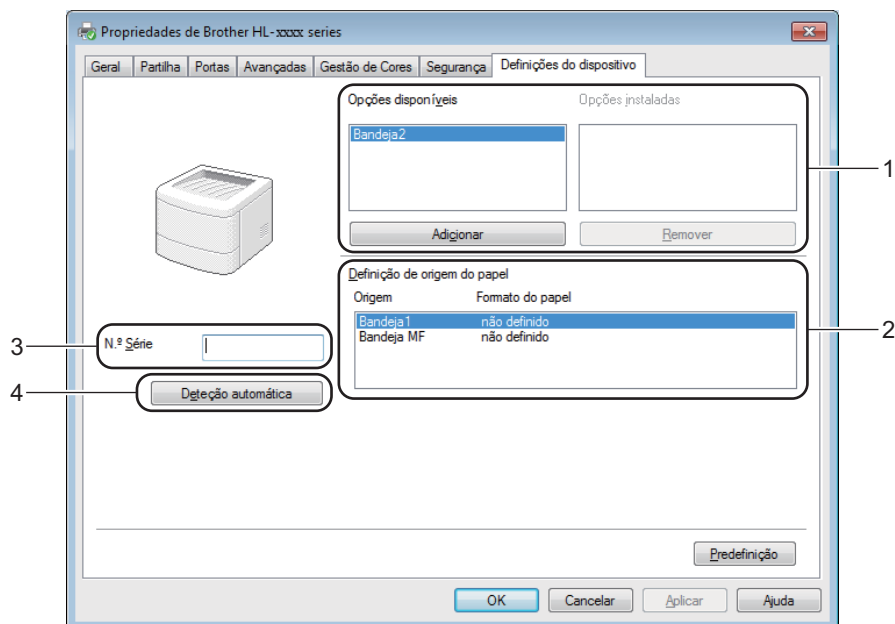 Propriedades de Brother HL-xxxx series
Geral Partilha Portas Avançadas Gestão de Cores Segurança Definições do dispositivo
Opções disponíveis Opções instaladas
Bandeja2
1
Adicionar Remover
Definição de origem do papel
Origem Formato do papel
Bandeja1 não definido
Bandeja MF não definido
2
3
N.º Série
4
Deteção automática
Predefinição
OK Cancelar Aplicar Ajuda